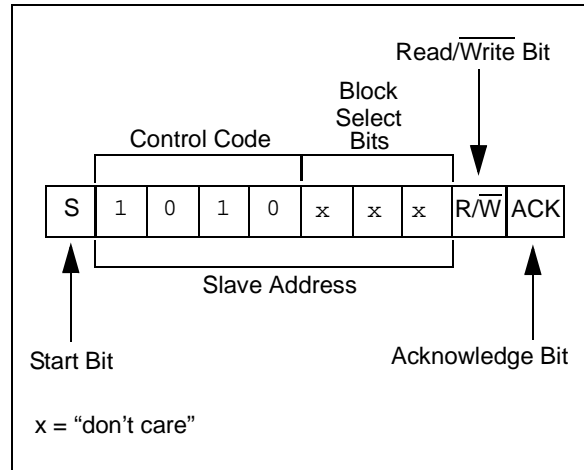 Read/Write Bit
Block
Select
Bits
Control Code
S 1 0 1 0 x x x R/W ACK
Slave Address
Start Bit
Acknowledge Bit
x = “don’t care”